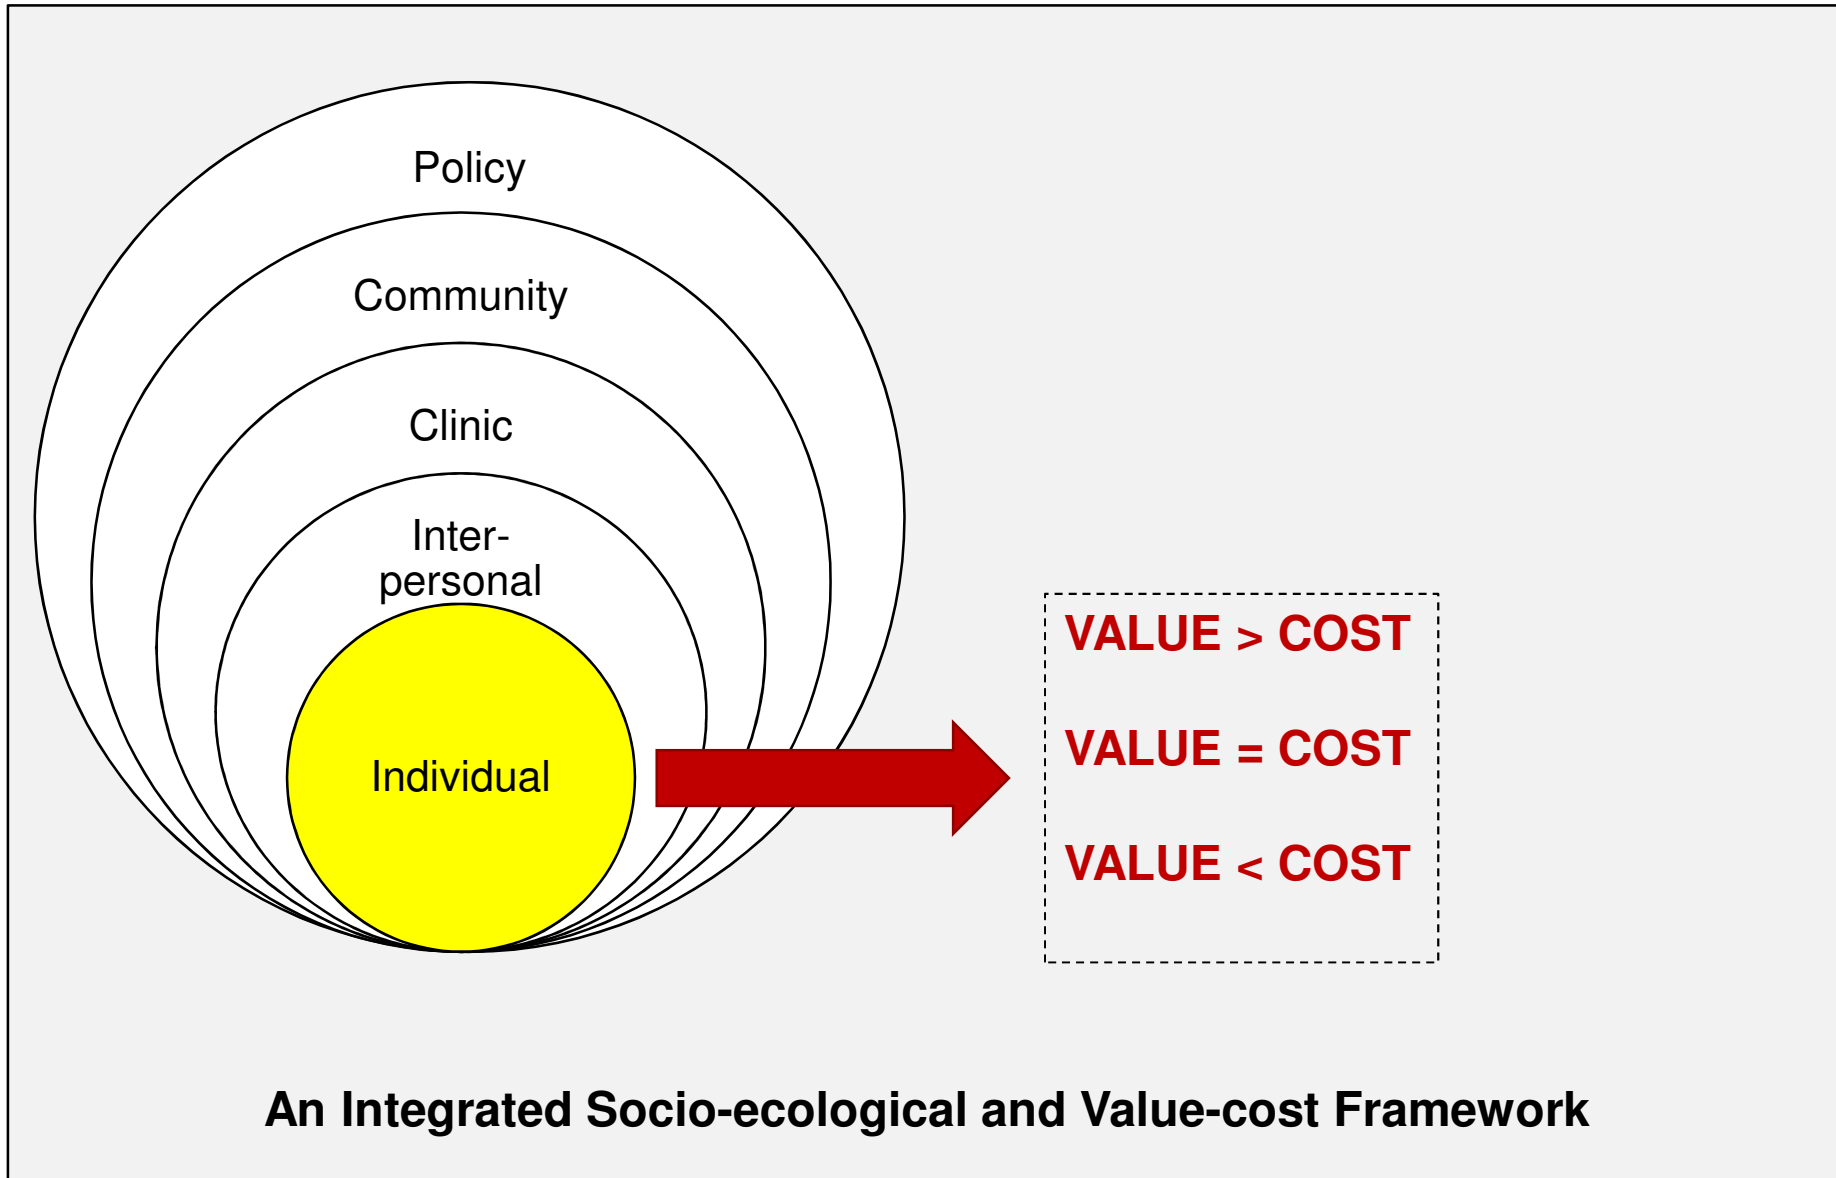 Policy
Community
Clinic
Inter-
personal
Individual
VALUE > COST
VALUE = COST
VALUE < COST
An Integrated Socio-ecological and Value-cost Framework